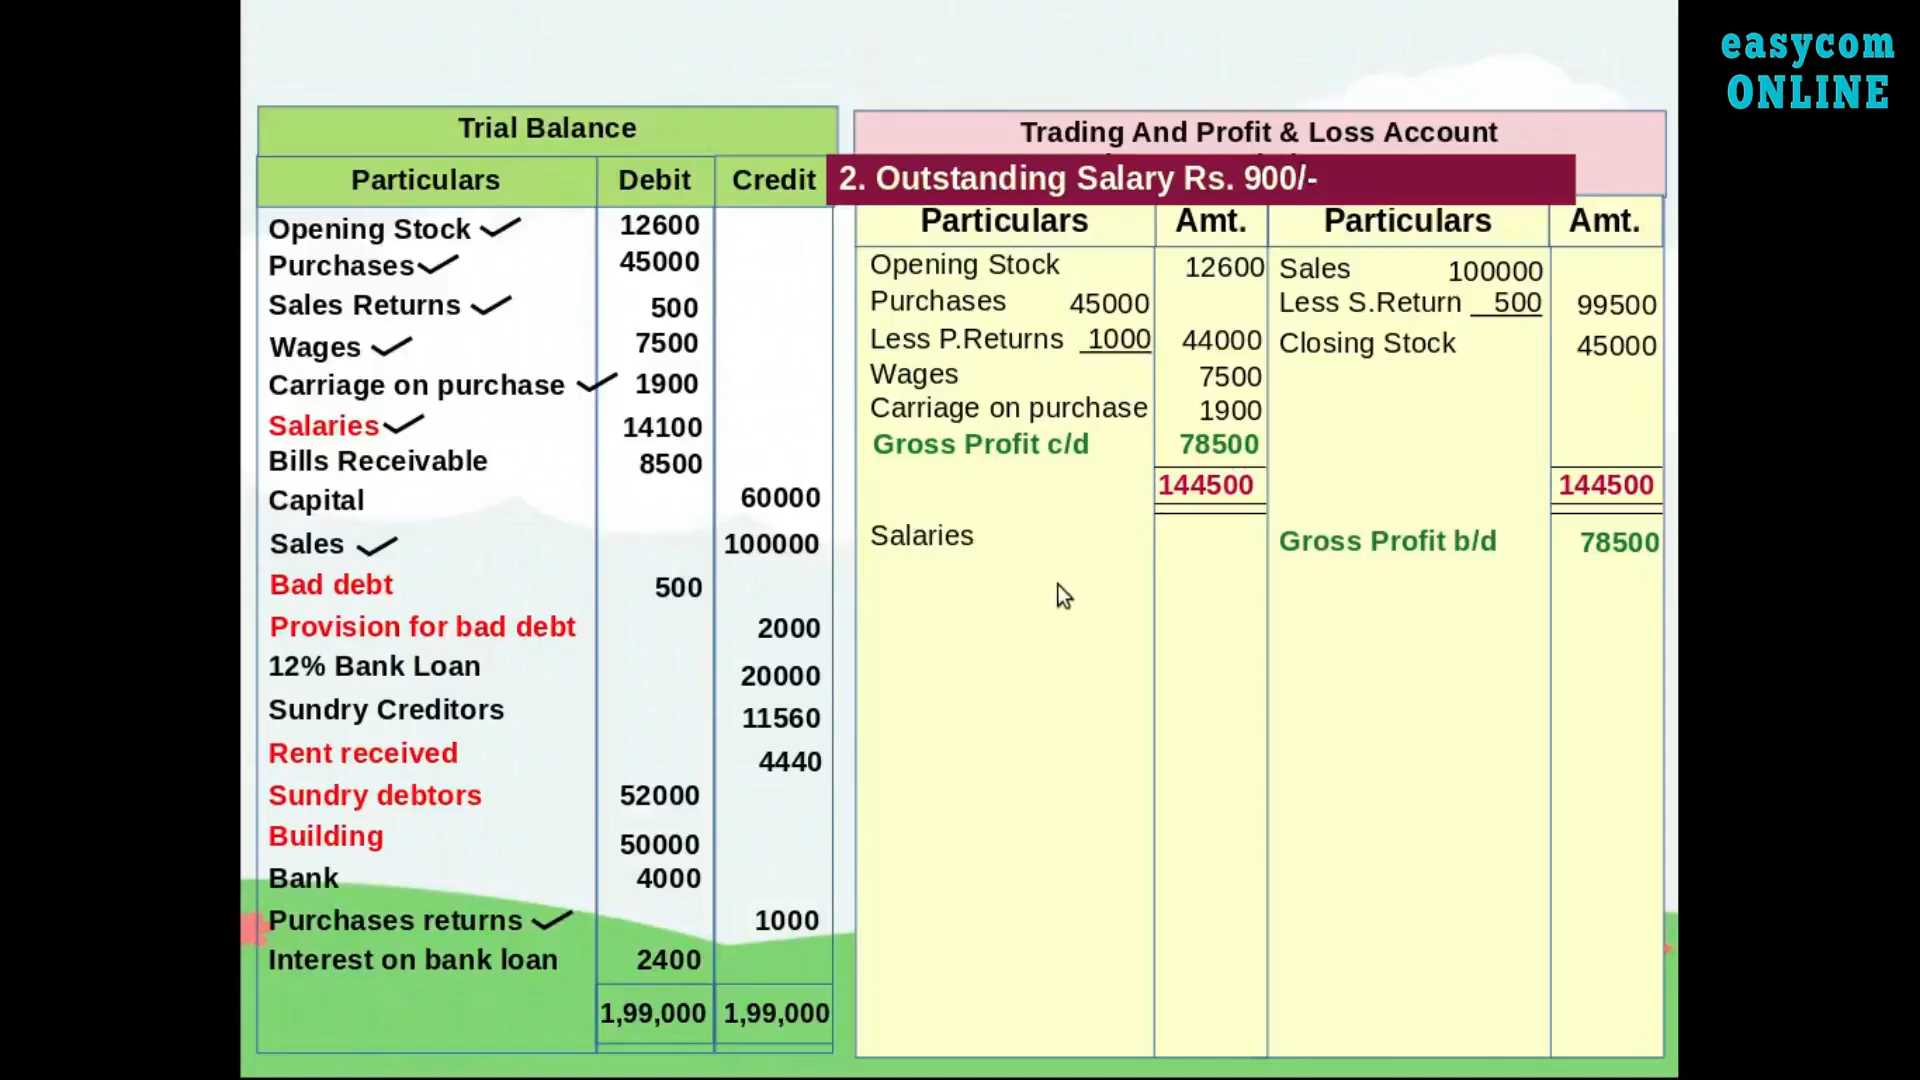 easycom
ONLINE
Trial Balance
Particulars Debit Credit
Opening Stock 12600
Purchases 45000
Sales Returns 500
Wages 7500
Carriage on purchase 1900
Salaries 14100
Bills Receivable 8500
Capital 60000
Sales 100000
Bad debt 500
Provision for bad debt 2000
12% Bank Loan 20000
Sundry Creditors 11560
Rent received 4440
Sundry debtors 52000
Building 50000
Bank 4000
Purchases returns 1000
Interest on bank loan 2400
1,99,000 1,99,000
Trading And Profit & Loss Account
2. Outstanding Salary Rs. 900/-
Particulars Amt. Particulars Amt.
Opening Stock 12600 Sales 100000
Purchases 45000 Less S.Return 500 99500
Less P.Returns 1000 44000 Closing Stock 45000
Wages 7500
Carriage on purchase 1900
Gross Profit c/d 78500
144500 144500
Salaries Gross Profit b/d 78500